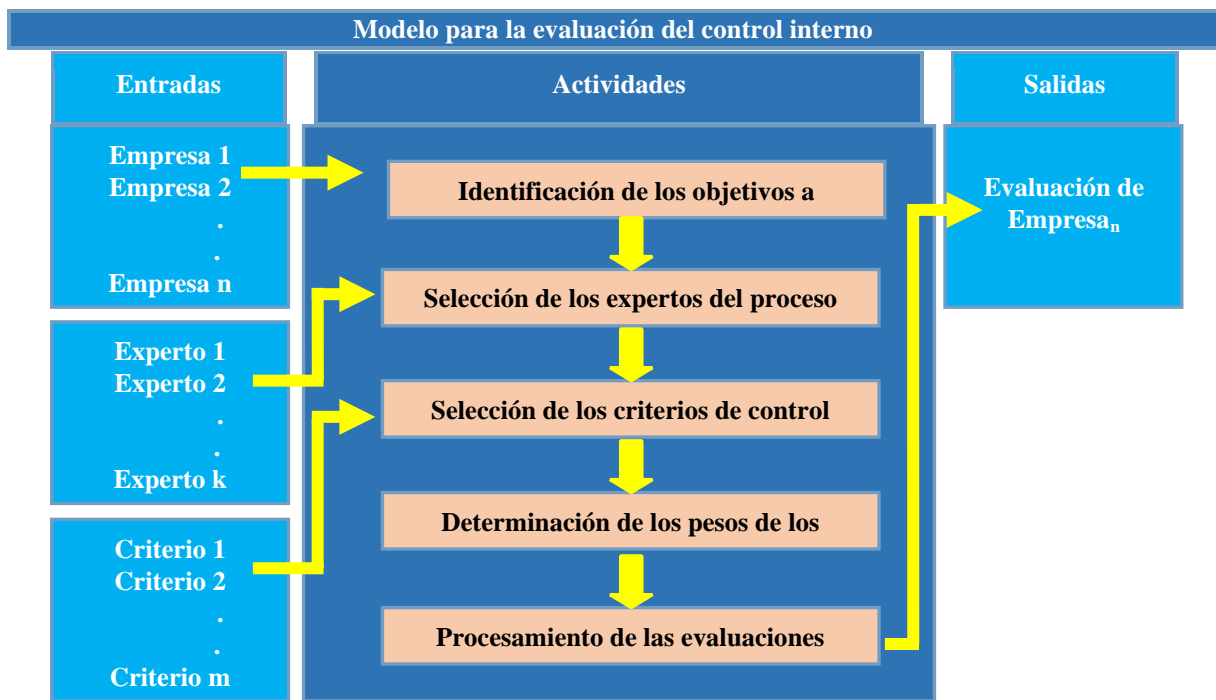 Modelo para la evaluación del control interno
Entradas
Actividades
Salidas
Empresa 1
Empresa 2
.
.
Empresa n
Experto 1
Experto 2
.
.
Experto k
Criterio 1
Criterio 2
.
.
Criterio m
Identificación de los objetivos a
Selección de los expertos del proceso
Selección de los criterios de control
Determinación de los pesos de los
Procesamiento de las evaluaciones
Evaluación de
Empresaₙ